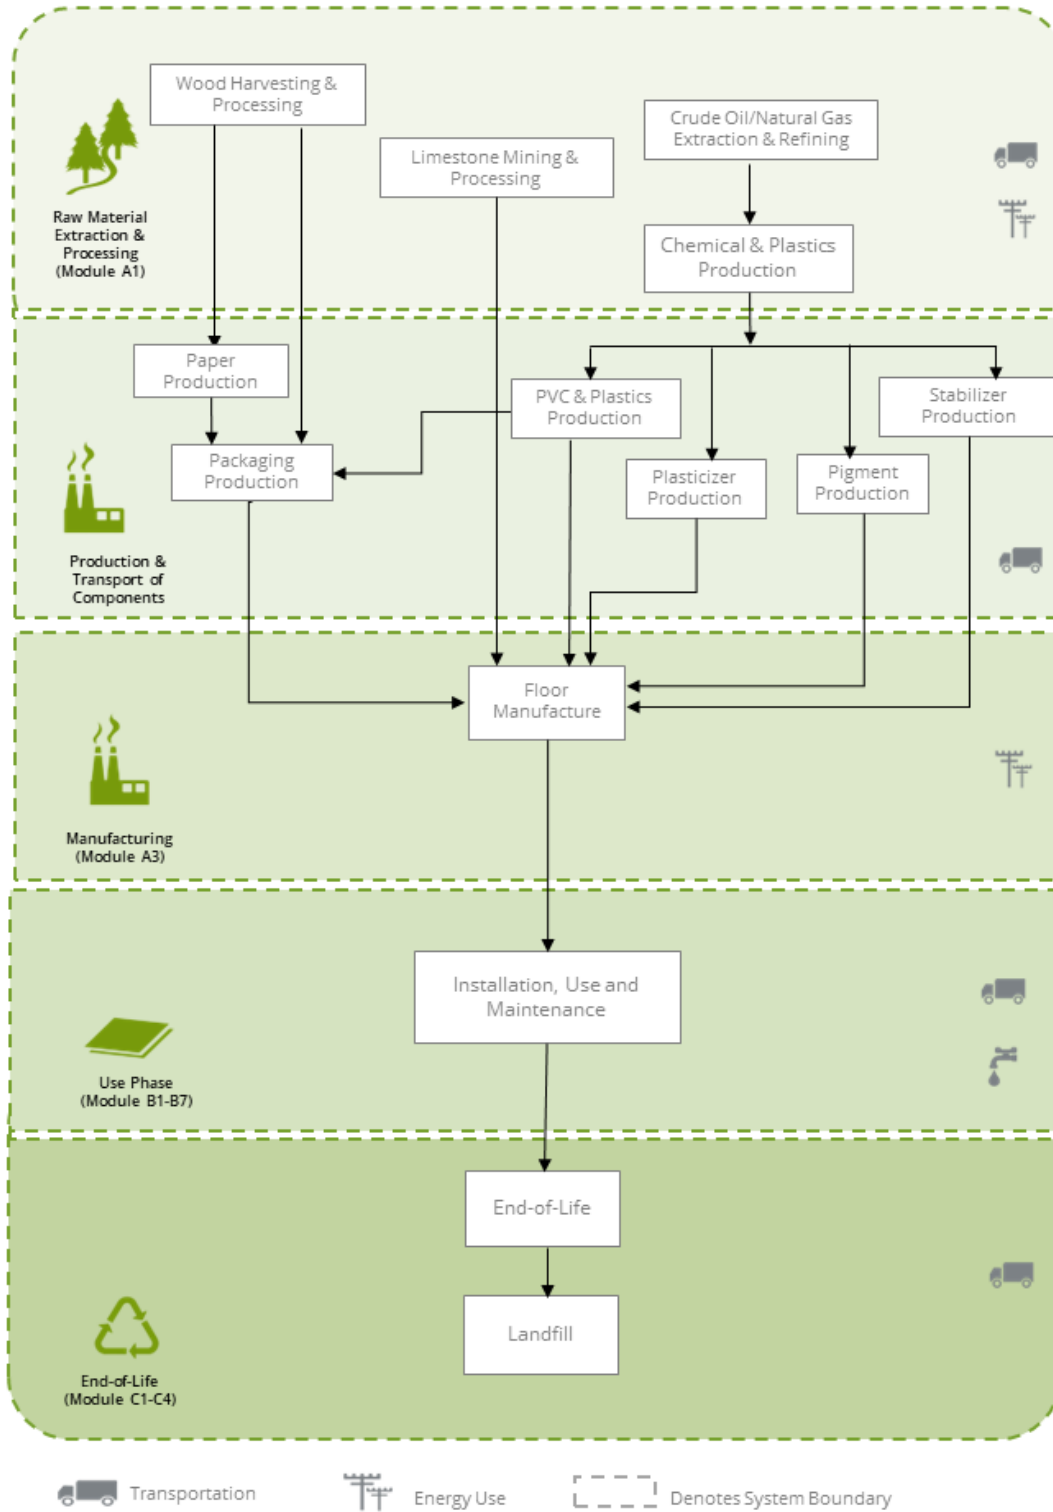 Wood Harvesting &
Processing
Crude Oil/Natural Gas
Extraction & Refining
Limestone Mining &
Processing
Raw Material
Extraction &
Processing
(Module A1)
Chemical & Plastics
Production
Paper
Production
PVC & Plastics
Production
Stabilizer
Production
Packaging
Production
Plasticizer
Production
Pigment
Production
Production &
Transport of
Components
Floor
Manufacture
Manufacturing
(Module A3)
Installation, Use and
Maintenance
Use Phase
(Module B1-B7)
End-of-Life
Landfill
End-of-Life
(Module C1-C4)
Transportation
Energy Use
Denotes System Boundary